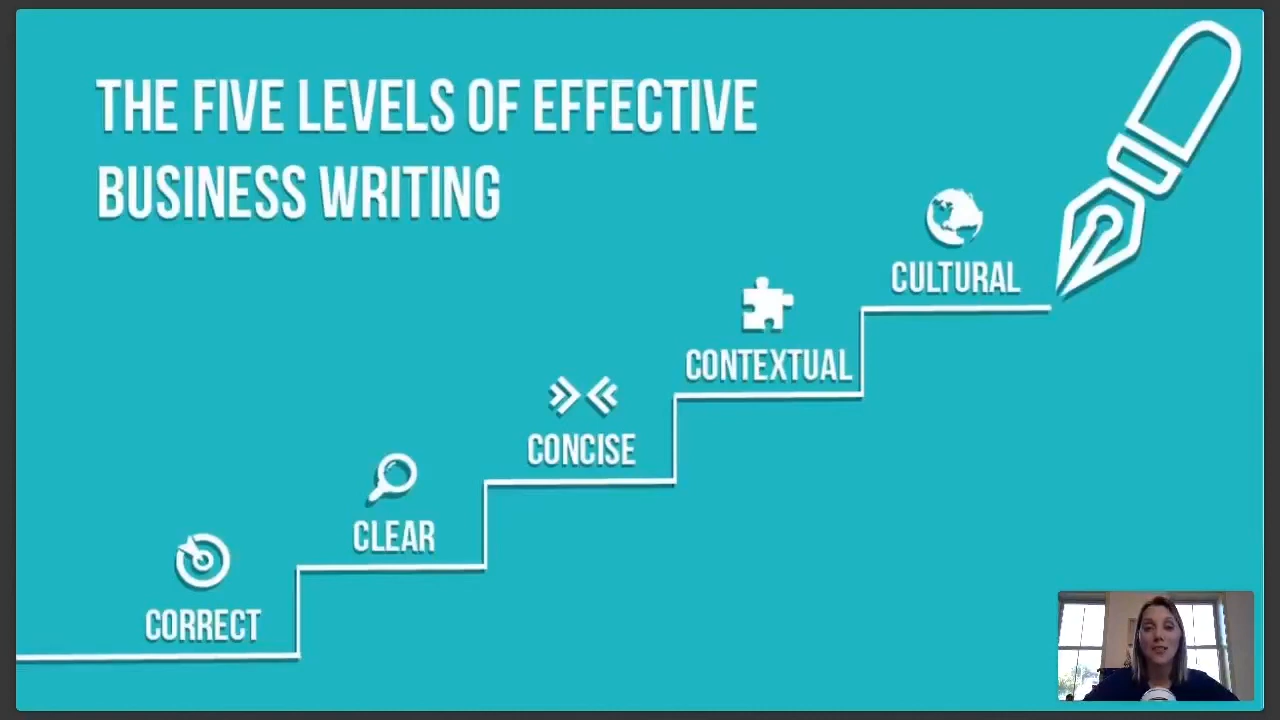 THE FIVE LEVELS OF EFFECTIVE
BUSINESS WRITING
CULTURAL
CONTEXTUAL
CONCISE
CLEAR
CORRECT